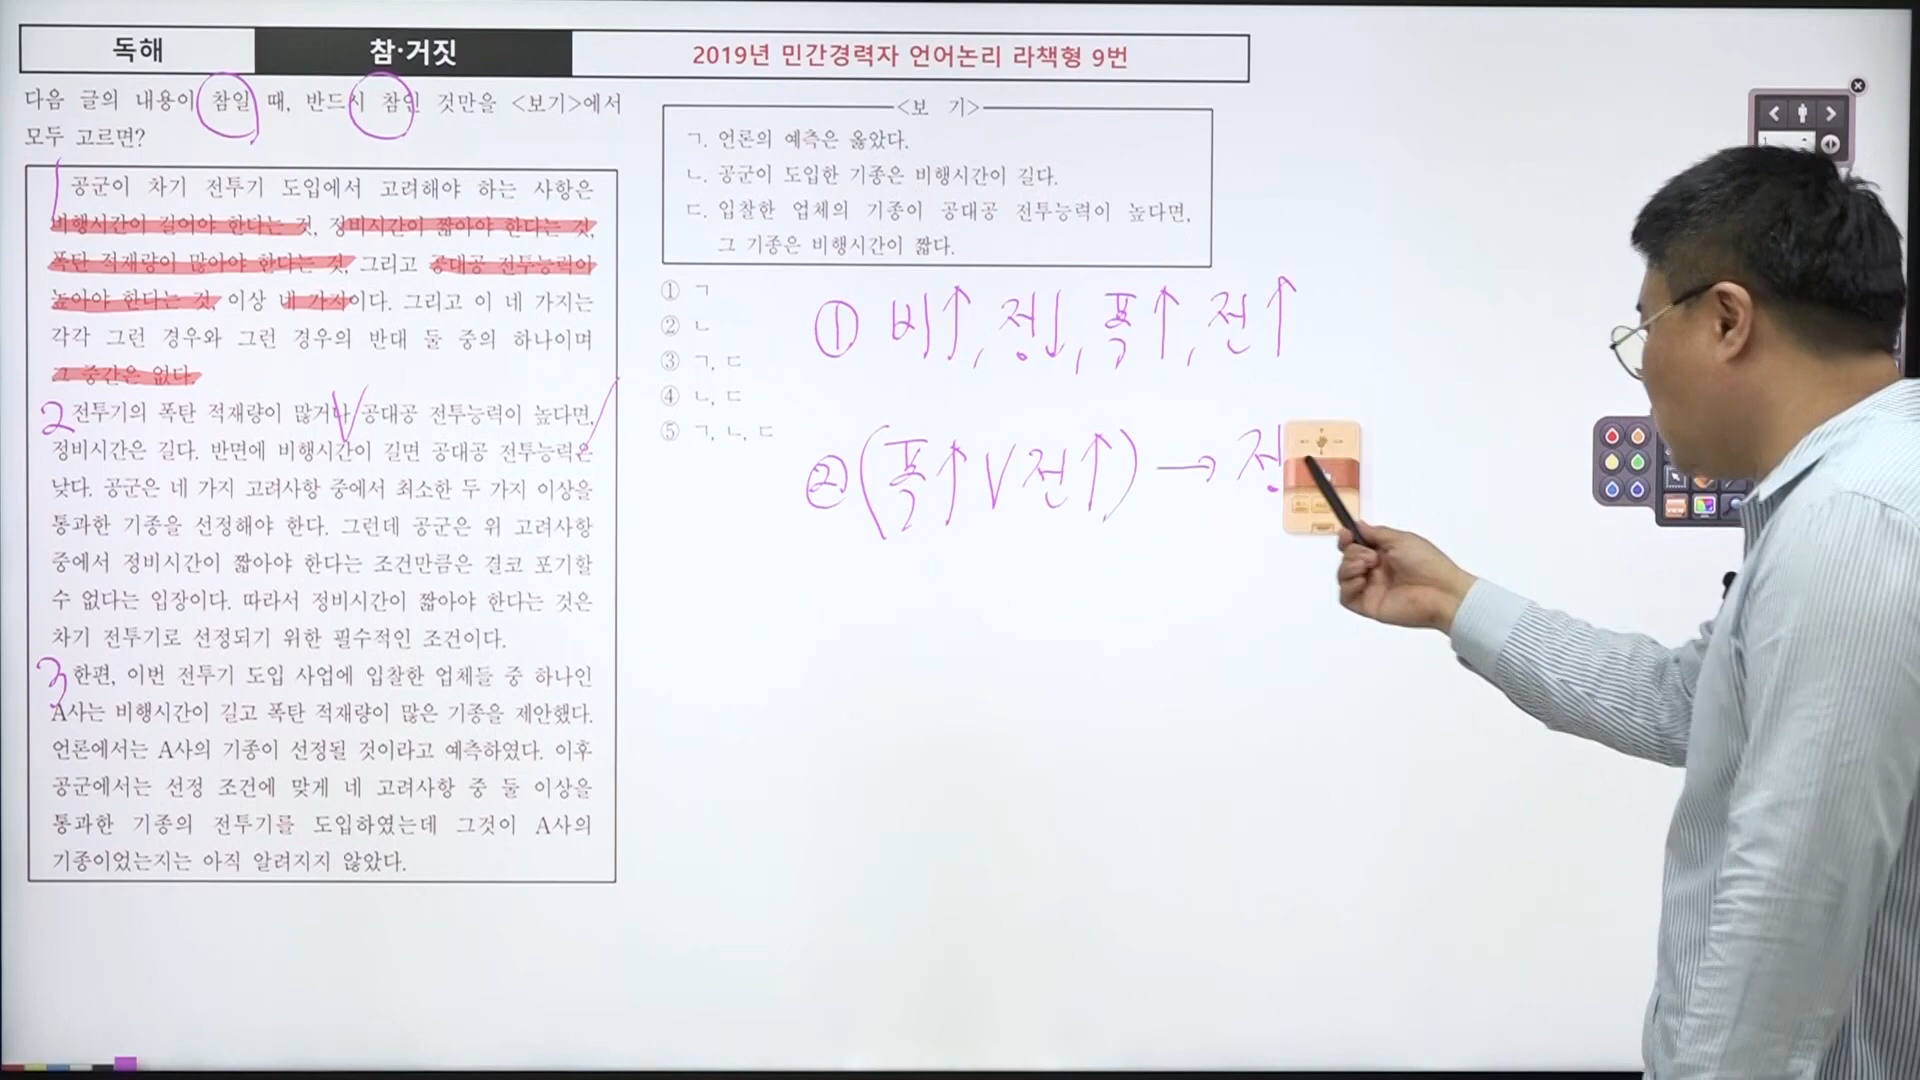 독해
참·거짓
2019년 민간경력자 언어논리 라책형 9번
다음 글의 내용이 참일 때, 반드시 참인 것만을 <보기>에서
모두 고르면?
1 공군이 차기 전투기 도입에서 고려해야 하는 사항은
비행시간이 길어야 한다는 것, 정비시간이 짧아야 한다는 것,
폭탄 적재량이 많아야 한다는 것, 그리고 공대공 전투능력이
높아야 한다는 것, 이상 네 가지이다. 그리고 이 네 가지는
각각 그런 경우와 그런 경우의 반대 둘 중의 하나이며
그 중간은 없다.
2 전투기의 폭탄 적재량이 많거나 공대공 전투능력이 높다면,
정비시간은 길다. 반면에 비행시간이 길면 공대공 전투능력은
낮다. 공군은 네 가지 고려사항 중에서 최소한 두 가지 이상을
통과한 기종을 선정해야 한다. 그런데 공군은 위 고려사항
중에서 정비시간이 짧아야 한다는 조건만큼은 결코 포기할
수 없다는 입장이다. 따라서 정비시간이 짧아야 한다는 것은
차기 전투기로 선정되기 위한 필수적인 조건이다.
3 한편, 이번 전투기 도입 사업에 입찰한 업체들 중 하나인
A사는 비행시간이 길고 폭탄 적재량이 많은 기종을 제안했다.
언론에서는 A사의 기종이 선정될 것이라고 예측하였다. 이후
공군에서는 선정 조건에 맞게 네 고려사항 중 둘 이상을
통과한 기종의 전투기를 도입하였는데 그것이 A사의
기종이었는지는 아직 알려지지 않았다.
<보 기>
ㄱ. 언론의 예측은 옳았다.
ㄴ. 공군이 도입한 기종은 비행시간이 길다.
ㄷ. 입찰한 업체의 기종이 공대공 전투능력이 높다면,
그 기종은 비행시간이 짧다.
① ㄱ
② ㄴ
③ ㄱ, ㄷ
④ ㄴ, ㄷ
⑤ ㄱ, ㄴ, ㄷ
① 비↑, 정↓, 폭↑, 전↑
② (폭↑ ∨ 전↑) → 정